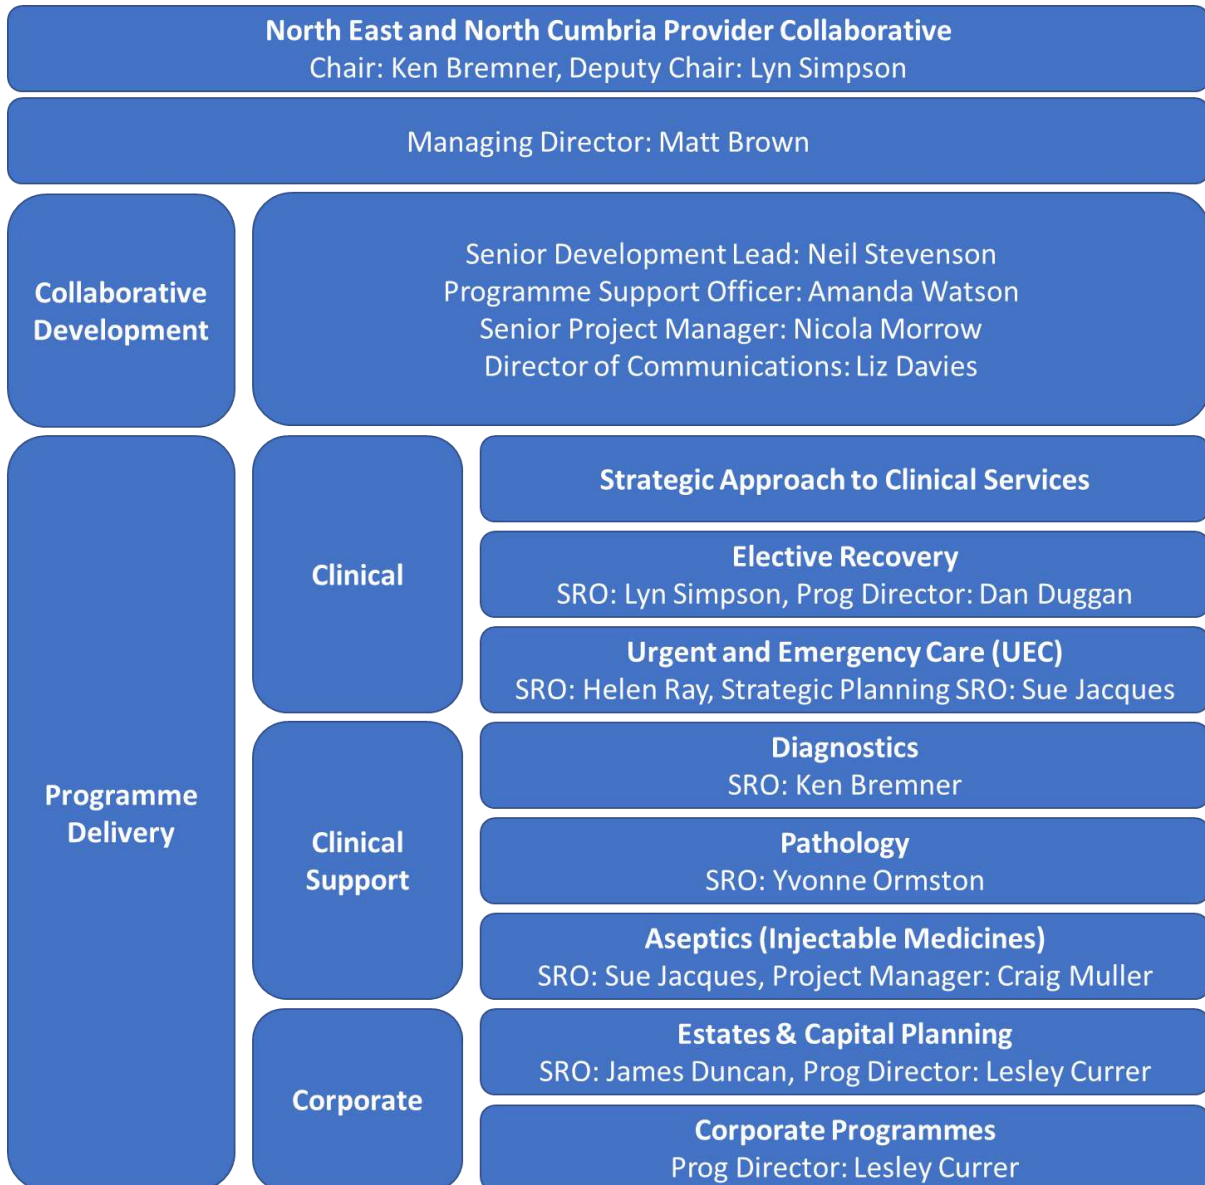 North East and North Cumbria Provider Collaborative
Chair: Ken Bremner, Deputy Chair: Lyn Simpson
Managing Director: Matt Brown
Collaborative
Development
Senior Development Lead: Neil Stevenson
Programme Support Officer: Amanda Watson
Senior Project Manager: Nicola Morrow
Director of Communications: Liz Davies
Programme
Delivery
Clinical
Strategic Approach to Clinical Services
Elective Recovery
SRO: Lyn Simpson, Prog Director: Dan Duggan
Urgent and Emergency Care (UEC)
SRO: Helen Ray, Strategic Planning SRO: Sue Jacques
Clinical
Support
Diagnostics
SRO: Ken Bremner
Pathology
SRO: Yvonne Ormston
Aseptics (Injectable Medicines)
SRO: Sue Jacques, Project Manager: Craig Muller
Corporate
Estates & Capital Planning
SRO: James Duncan, Prog Director: Lesley Currer
Corporate Programmes
Prog Director: Lesley Currer